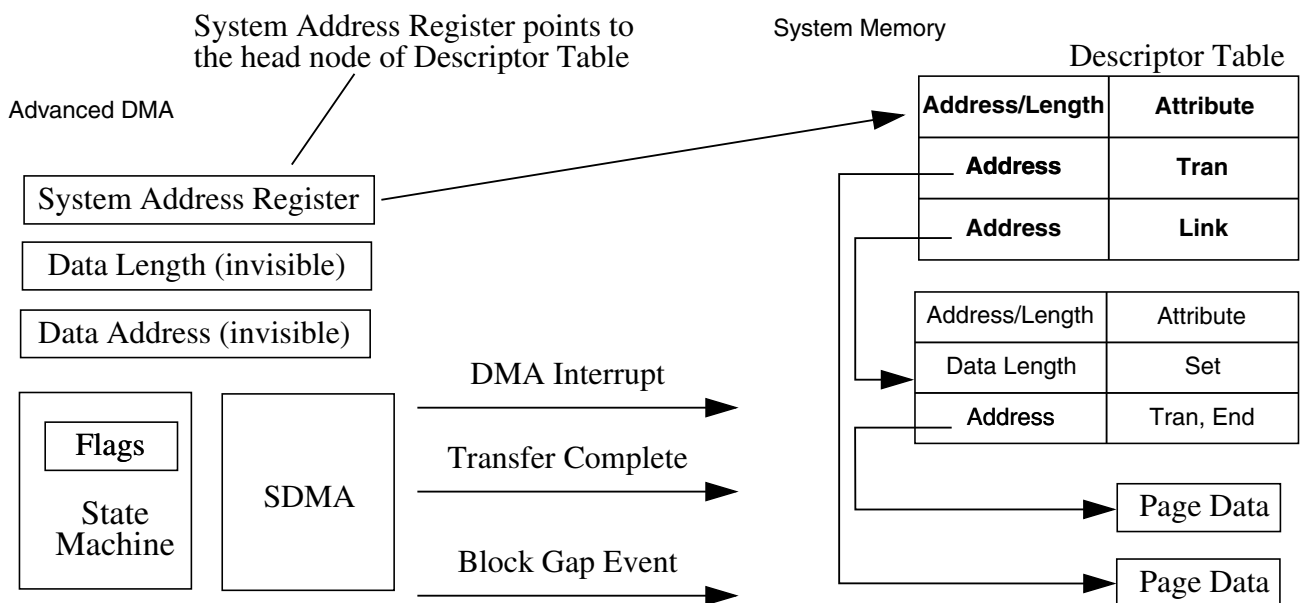 System Address Register points to
the head node of Descriptor Table
System Memory
Descriptor Table
Advanced DMA
Address/Length Attribute
Address Tran
Address Link
System Address Register
Data Length (invisible)
Data Address (invisible)
Address/Length Attribute
Data Length Set
Address Tran, End
DMA Interrupt
Transfer Complete
Block Gap Event
Flags
State
Machine
SDMA
Page Data
Page Data